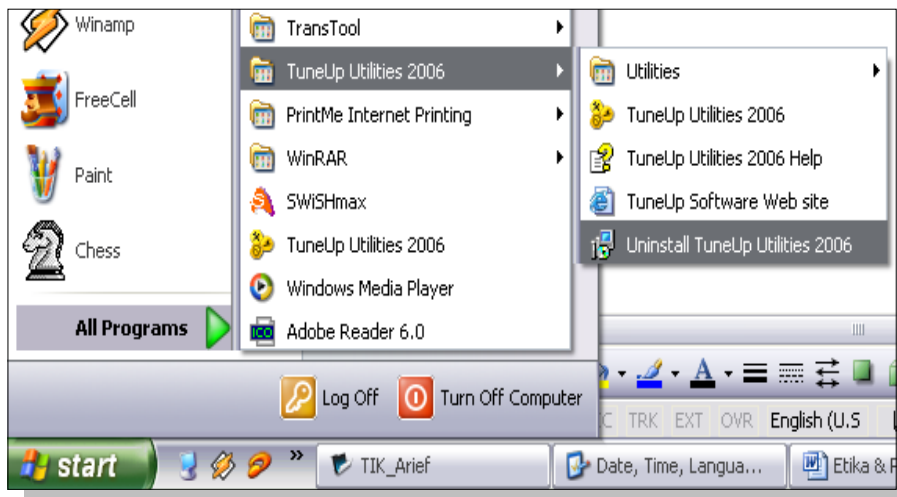 Winamp
FreeCell
Paint
Chess
All Programs
TransTool
TuneUp Utilities 2006
PrintMe Internet Printing
WinRAR
SWiSHmax
TuneUp Utilities 2006
Windows Media Player
ICO Adobe Reader 6.0
Utilities
TuneUp Utilities 2006
TuneUp Utilities 2006 Help
TuneUp Software Web site
Uninstall TuneUp Utilities 2006
Log Off Turn Off Computer
TRK EXT OVR English (U.S
start » TIK_Arief Date, Time, Langua... Etika &